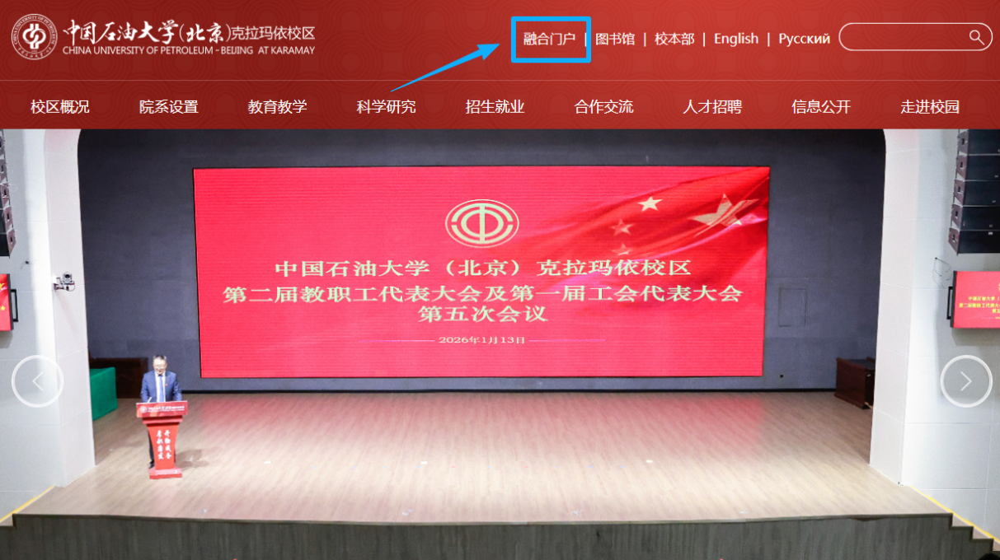 中国石油大学(北京)克拉玛依校区
CHINA UNIVERSITY OF PETROLEUM-BEIJING AT KARAMAY
融合门户 | 图书馆 | 校本部 | English | Русский
校区概况 院系设置 教育教学 科学研究 招生就业 合作交流 人才招聘 信息公开 走进校园
中国石油大学（北京）克拉玛依校区
第二届教职工代表大会及第一届工会代表大会
第五次会议
2026年1月13日